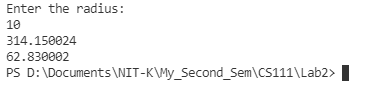 Enter the radius:
10
314.150024
62.830002
PS D:\Documents\NIT-K\My_Second_Sem\CS111\Lab2>